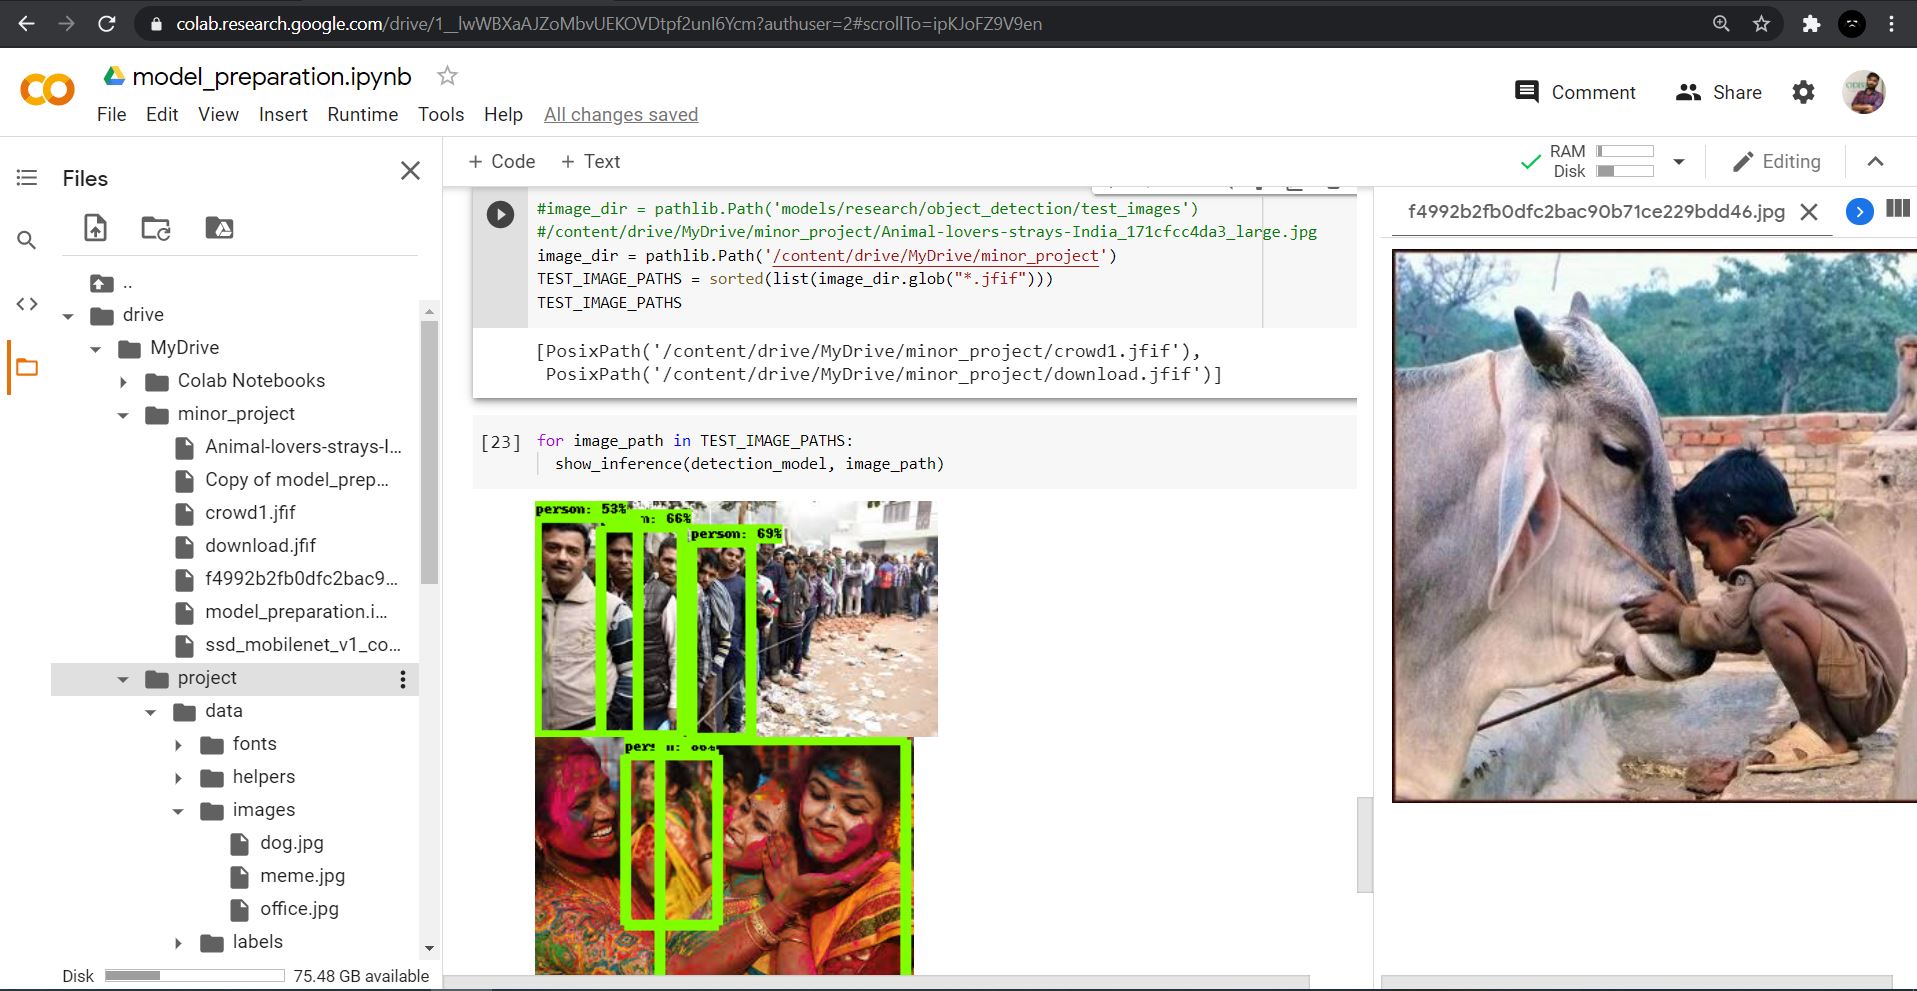 colab.research.google.com/drive/1__lwWBXaAJZoMbvUEKOVDtpf2unI6Ycm?authuser=2#scrollTo=ipKJoFZ9V9en
model_preparation.ipynb
File Edit View Insert Runtime Tools Help All changes saved
Comment Share
Files
+ Code + Text
RAM
Disk
Editing
..
drive
MyDrive
Colab Notebooks
minor_project
Animal-lovers-strays-I...
Copy of model_prep...
crowd1.jfif
download.jfif
f4992b2fb0dfc2bac9...
model_preparation.i...
ssd_mobilenet_v1_co...
project
data
fonts
helpers
images
dog.jpg
meme.jpg
office.jpg
labels
Disk 75.48 GB available
#image_dir = pathlib.Path('models/research/object_detection/test_images')
#/content/drive/MyDrive/minor_project/Animal-lovers-strays-India_171cfcc4da3_large.jpg
image_dir = pathlib.Path('/content/drive/MyDrive/minor_project')
TEST_IMAGE_PATHS = sorted(list(image_dir.glob("*.jfif")))
TEST_IMAGE_PATHS
[PosixPath('/content/drive/MyDrive/minor_project/crowd1.jfif'),
PosixPath('/content/drive/MyDrive/minor_project/download.jfif')]
[23] for image_path in TEST_IMAGE_PATHS:
show_inference(detection_model, image_path)
person: 53%
n: 66%
person: 69%
f4992b2fb0dfc2bac90b71ce229bdd46.jpg